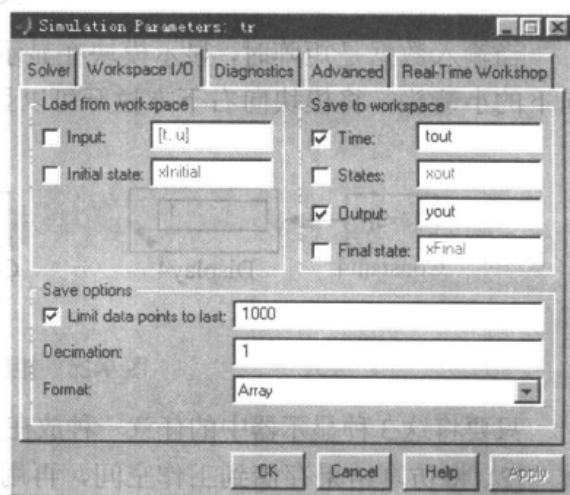 Simulation Parameters: tr
Solver
Workspace I/O
Diagnostics
Advanced
Real-Time Workshop
Load from workspace
Input:
[t, u]
Initial state:
xInitial
Save to workspace
Time:
tout
States:
xout
Output:
yout
Final state:
xFinal
Save options
Limit data points to last:
1000
Decimation:
1
Format:
Array
OK
Cancel
Help
Apply